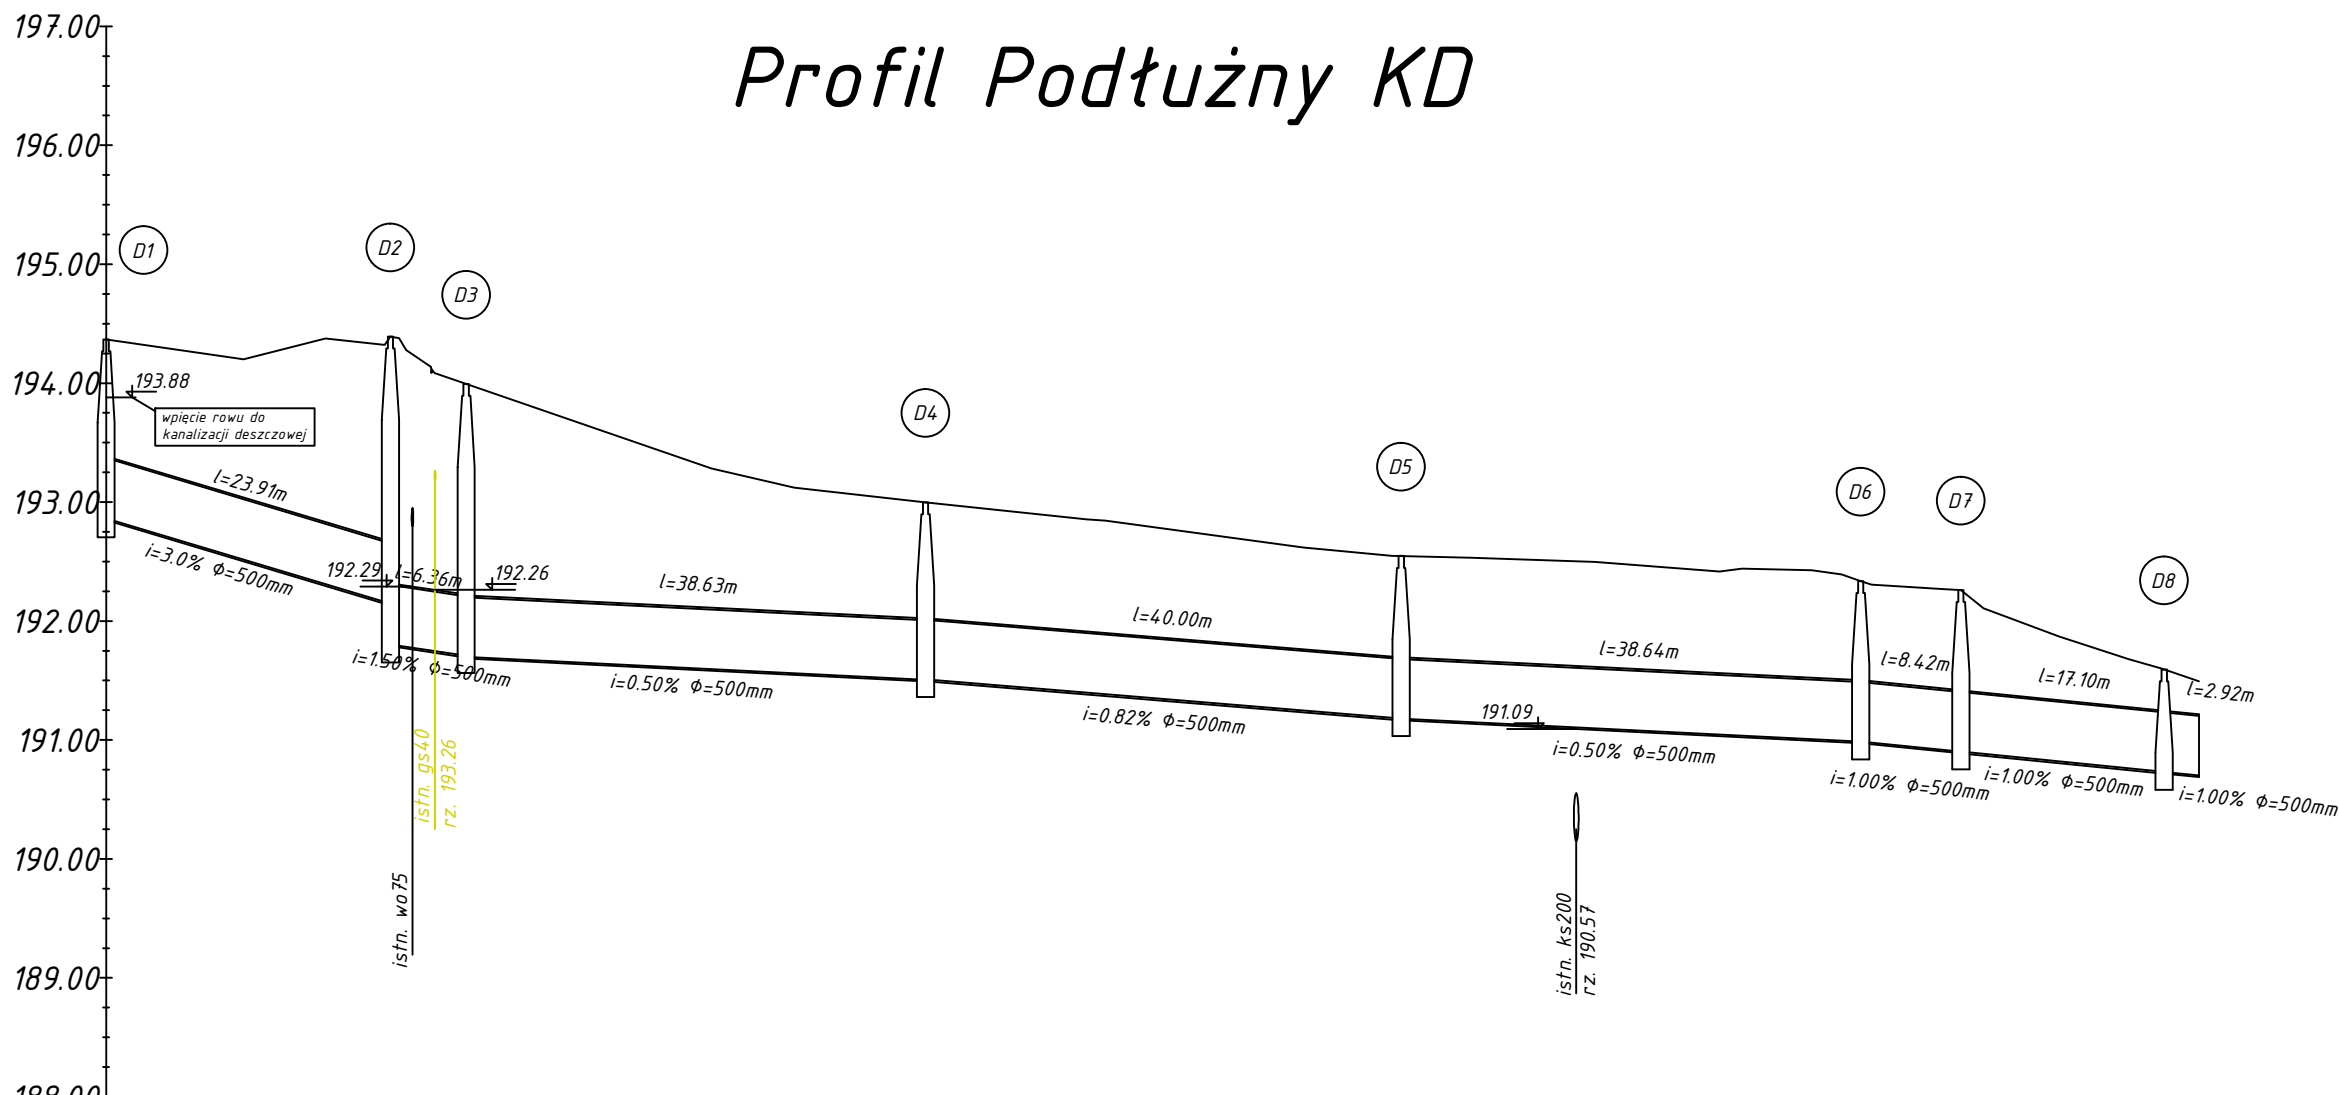 Profil Podłużny KD
197.00
196.00
195.00
194.00
193.00
192.00
191.00
190.00
189.00
188.00
D1
D2
D3
D4
D5
D6
D7
D8
193.88
wpięcie rowu do
kanalizacji deszczowej
l=23.91m
i=3.0% Φ=500mm
192.29
l=6.36m
192.26
i=1.50% Φ=500mm
l=38.63m
i=0.50% Φ=500mm
l=40.00m
i=0.82% Φ=500mm
191.09
l=38.64m
i=0.50% Φ=500mm
l=8.42m
i=1.00% Φ=500mm
l=17.10m
i=1.00% Φ=500mm
l=2.92m
i=1.00% Φ=500mm
istn. wo75
istn. gs40
rz. 193.26
istn. ks200
rz. 190.57